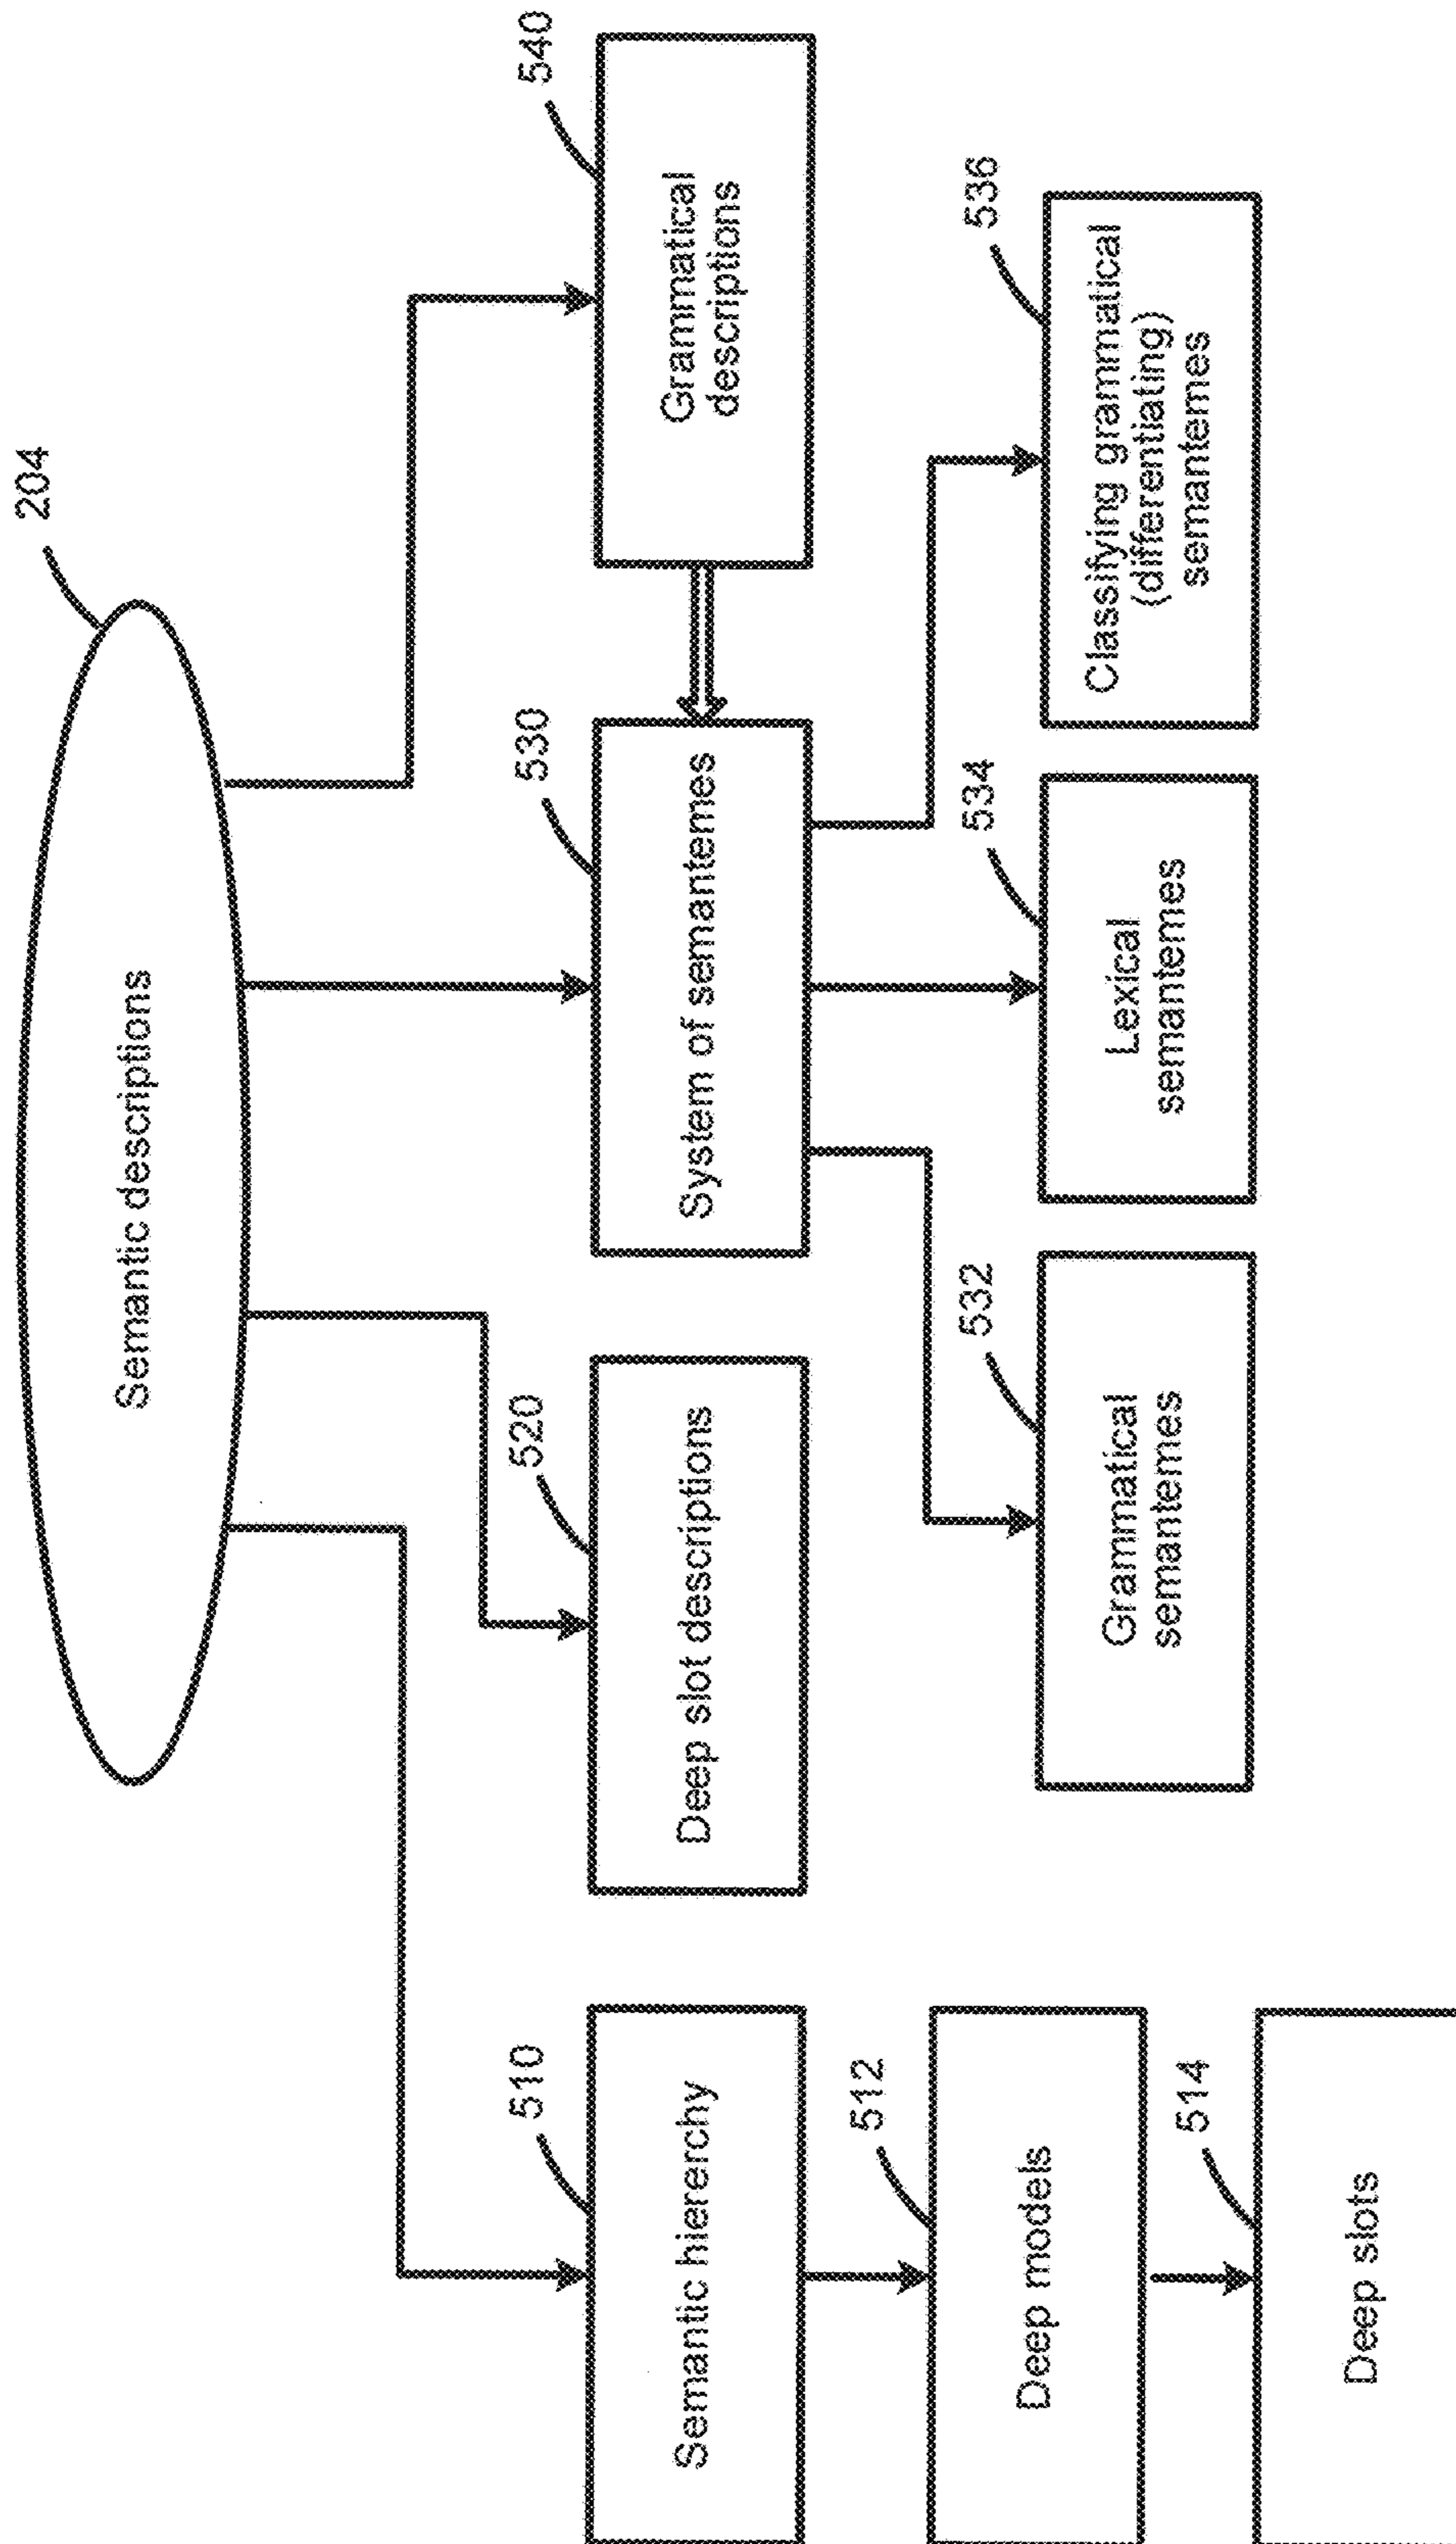 204
Semantic descriptions
510
Semantic hiererchy
520
Deep slot descriptions
530
System of semantemes
540
Grammatical
descriptions
512
Deep models
532
Grammatical
semantemes
534
Lexical
semantemes
536
Classifying grammatical
(differentiating)
semantemes
514
Deep slots